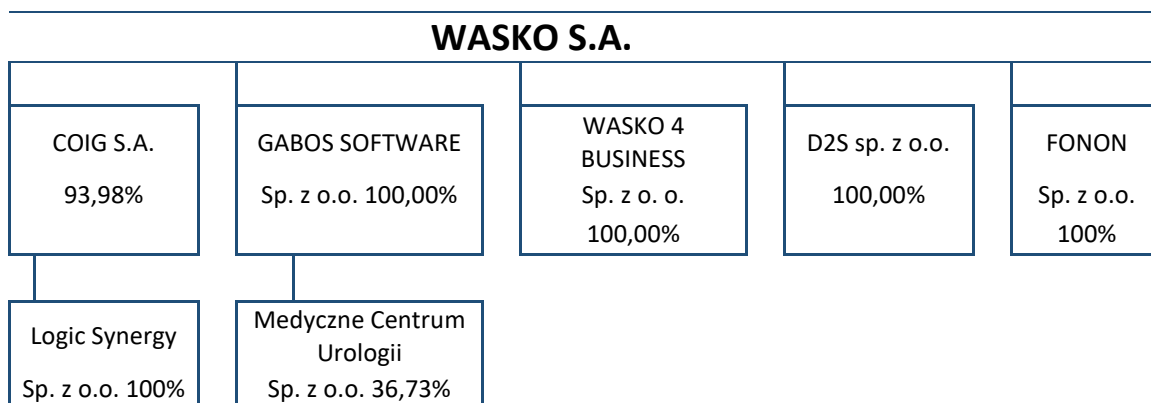 WASKO S.A.
COIG S.A.
93,98%
GABOS SOFTWARE
Sp. z o.o. 100,00%
WASKO 4
BUSINESS
Sp. z o. o.
100,00%
D2S sp. z o.o.
100,00%
FONON
Sp. z o.o.
100%
Logic Synergy
Sp. z o.o. 100%
Medyczne Centrum
Urologii
Sp. z o.o. 36,73%